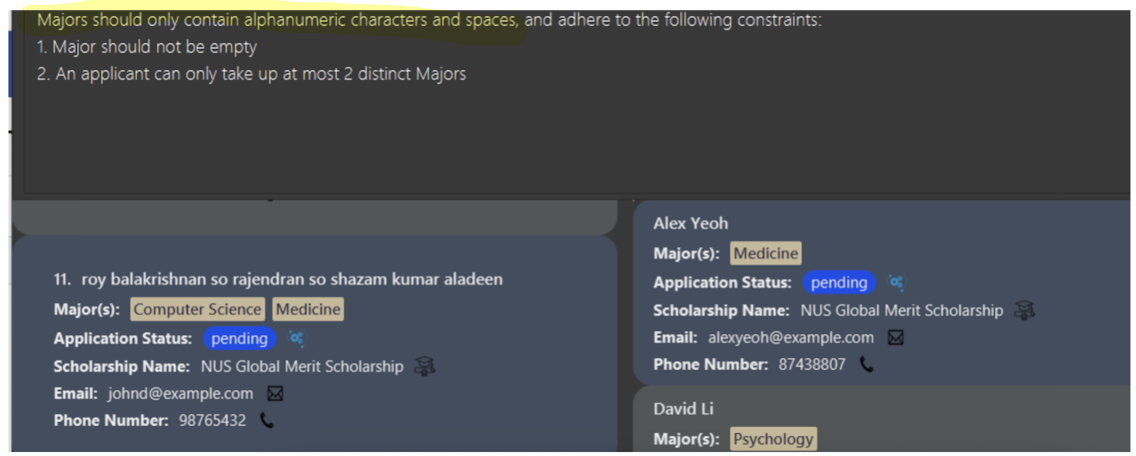 Majors should only contain alphanumeric characters and spaces, and adhere to the following constraints:
1. Major should not be empty
2. An applicant can only take up at most 2 distinct Majors
11. roy balakrishnan so rajendran so shazam kumar aladeen
Major(s): Computer Science Medicine
Application Status: pending
Scholarship Name: NUS Global Merit Scholarship
Email: johnd@example.com
Phone Number: 98765432
Alex Yeoh
Major(s): Medicine
Application Status: pending
Scholarship Name: NUS Global Merit Scholarship
Email: alexyeoh@example.com
Phone Number: 87438807
David Li
Major(s): Psychology